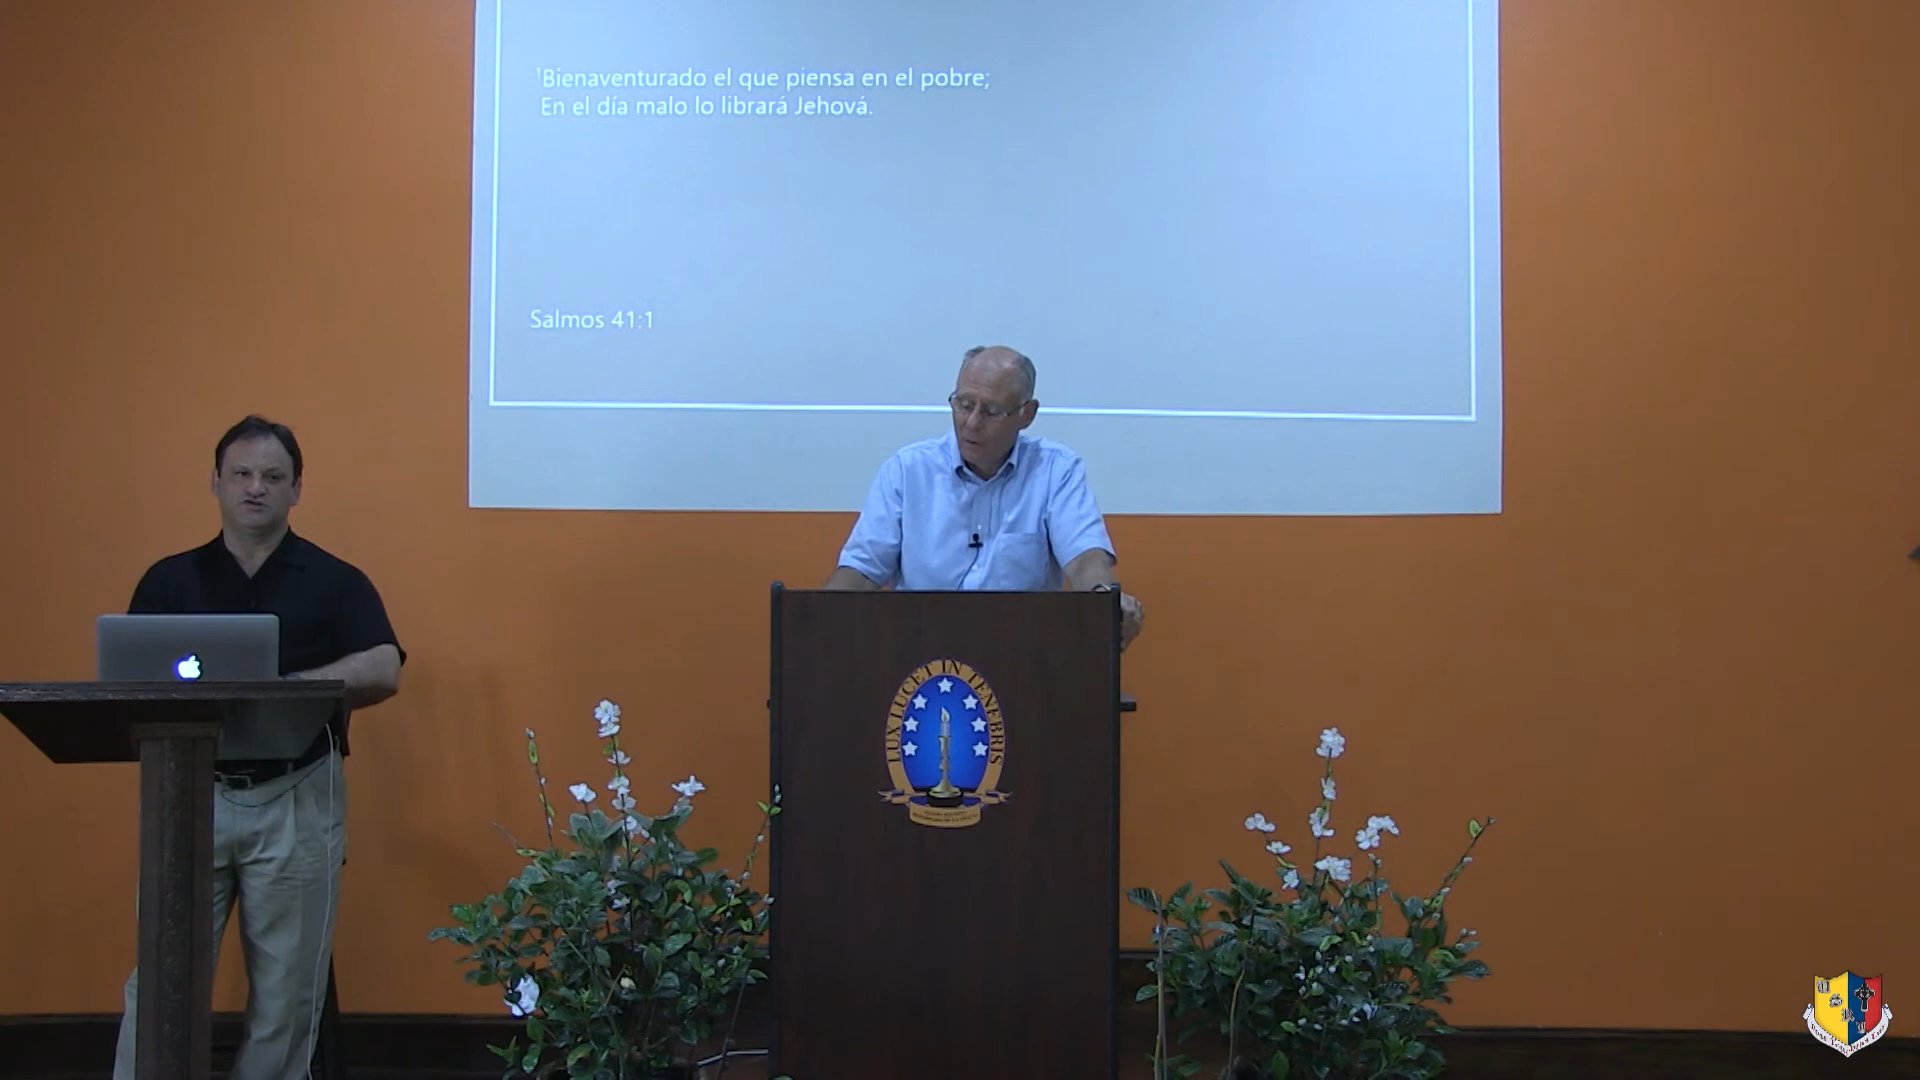 ¹Bienaventurado el que piensa en el pobre;
En el día malo lo librará Jehová.
Salmos 41:1
LUX LUCET IN TENEBRIS